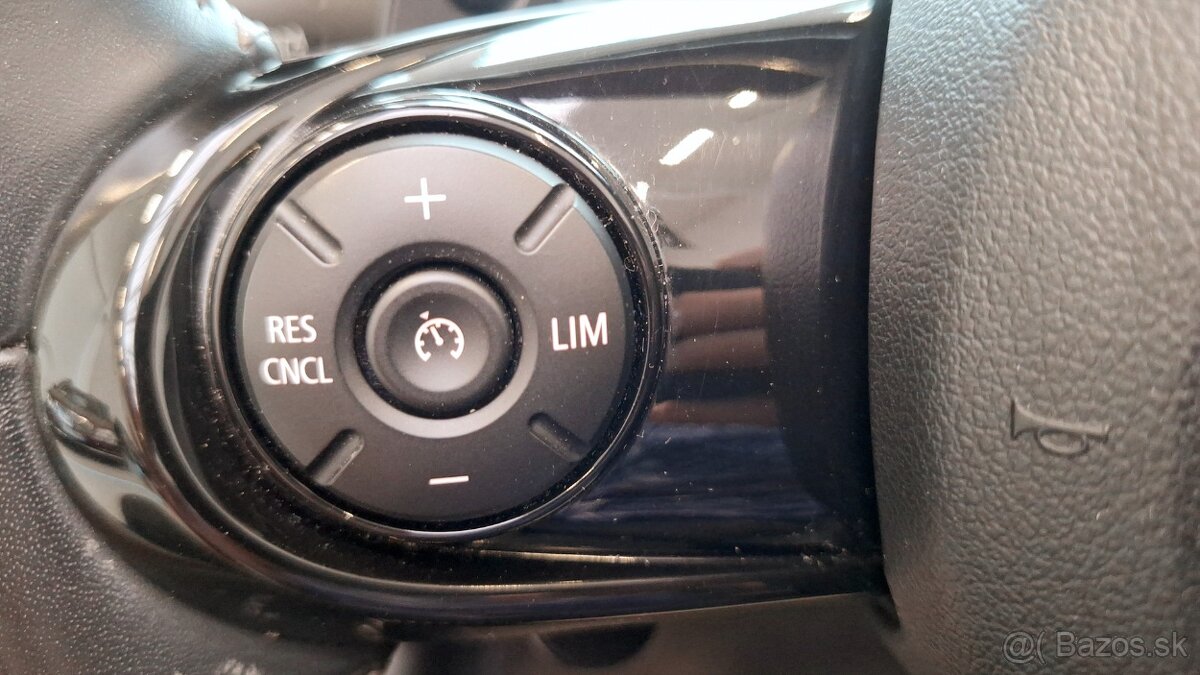 +
RES
CNCL
LIM
−
@( Bazos.sk